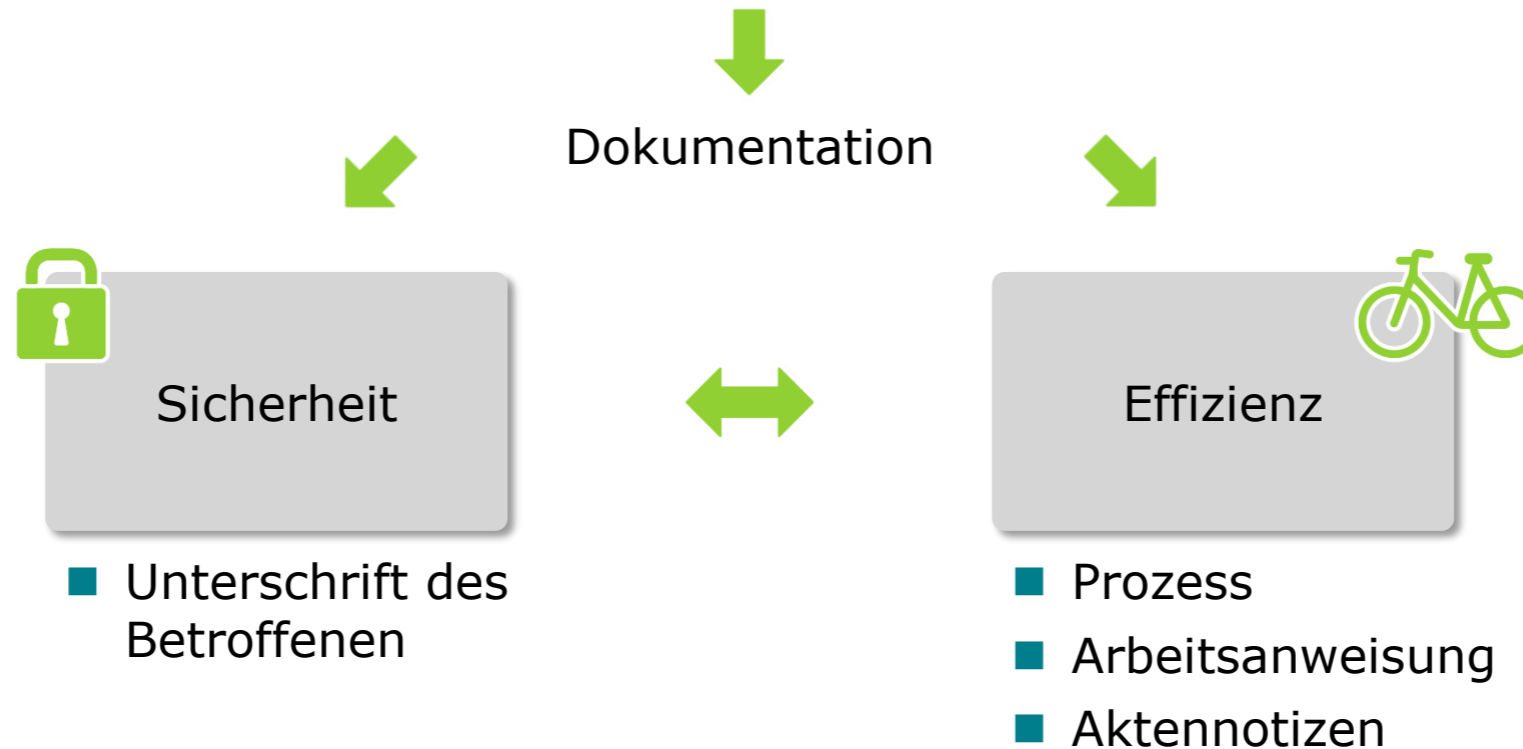 Dokumentation
Sicherheit
Effizienz
Unterschrift des
Betroffenen
Prozess
Arbeitsanweisung
Aktennotizen